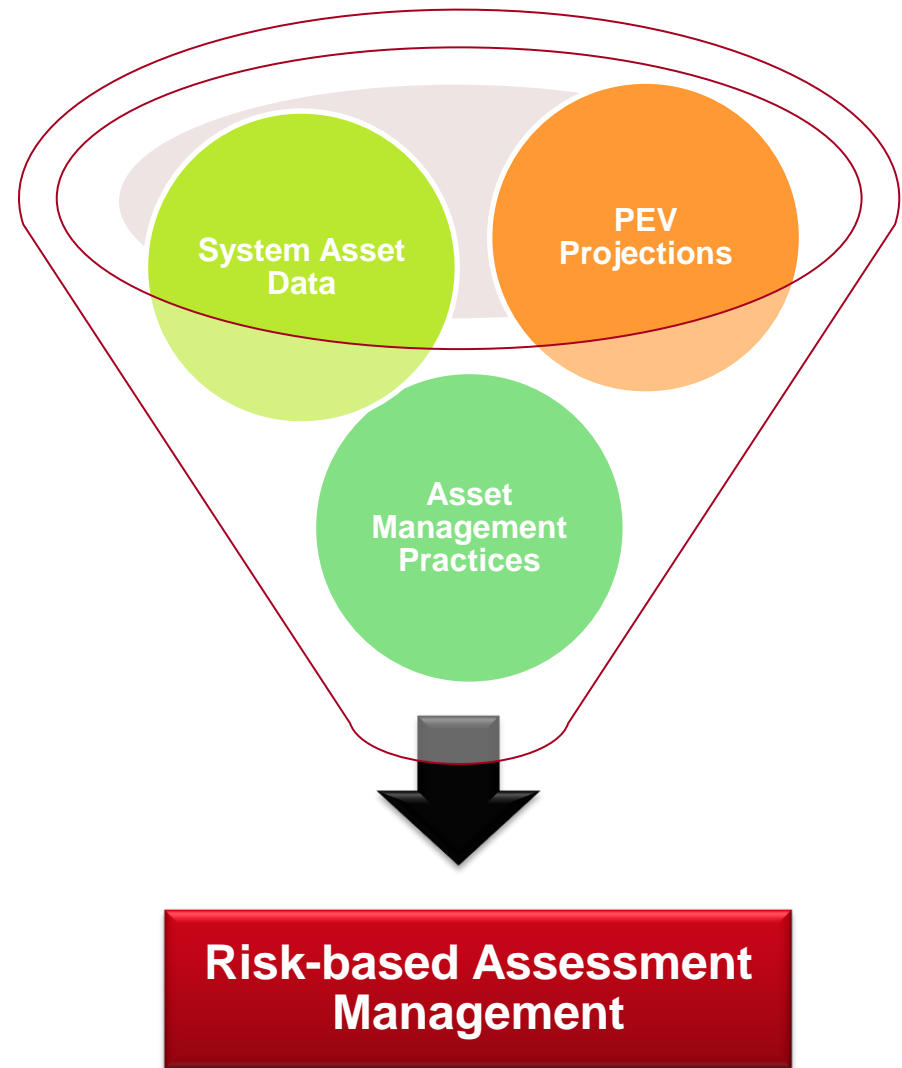 System Asset
Data
PEV
Projections
Asset
Management
Practices
Risk-based Assessment
Management